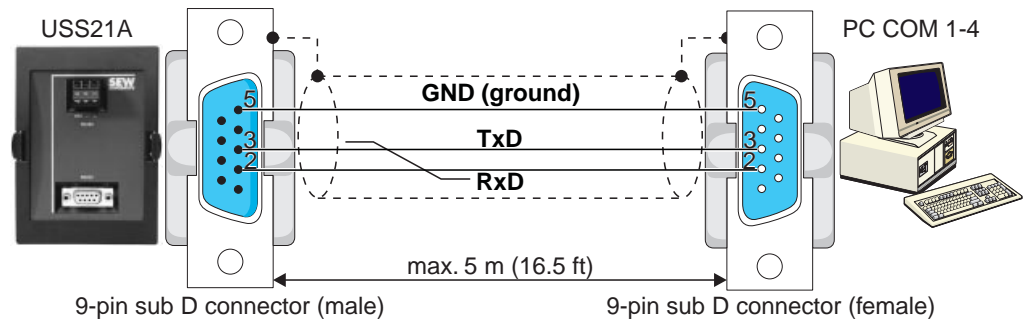 USS21A
PC COM 1-4
SEW
GND (ground)
5
5
TxD
3
3
2
2
RxD
max. 5 m (16.5 ft)
9-pin sub D connector (male)
9-pin sub D connector (female)